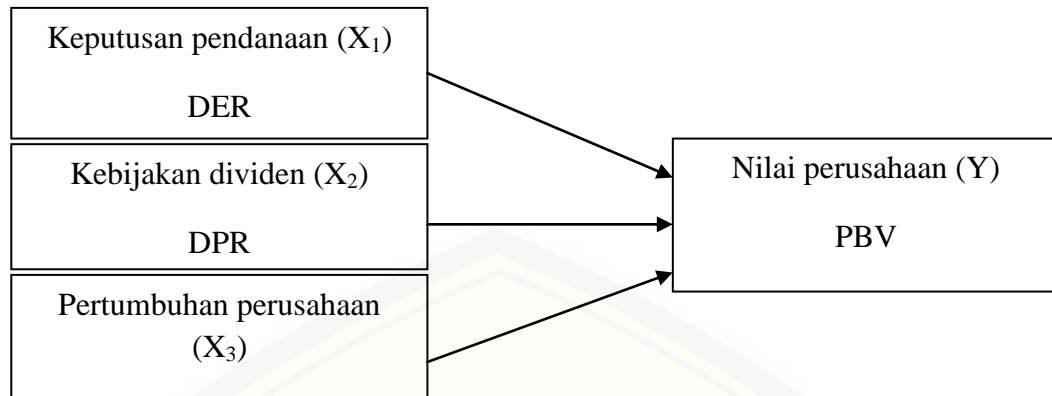 Keputusan pendanaan (X₁)
DER
Kebijakan dividen (X₂)
DPR
Pertumbuhan perusahaan
(X₃)
Nilai perusahaan (Y)
PBV